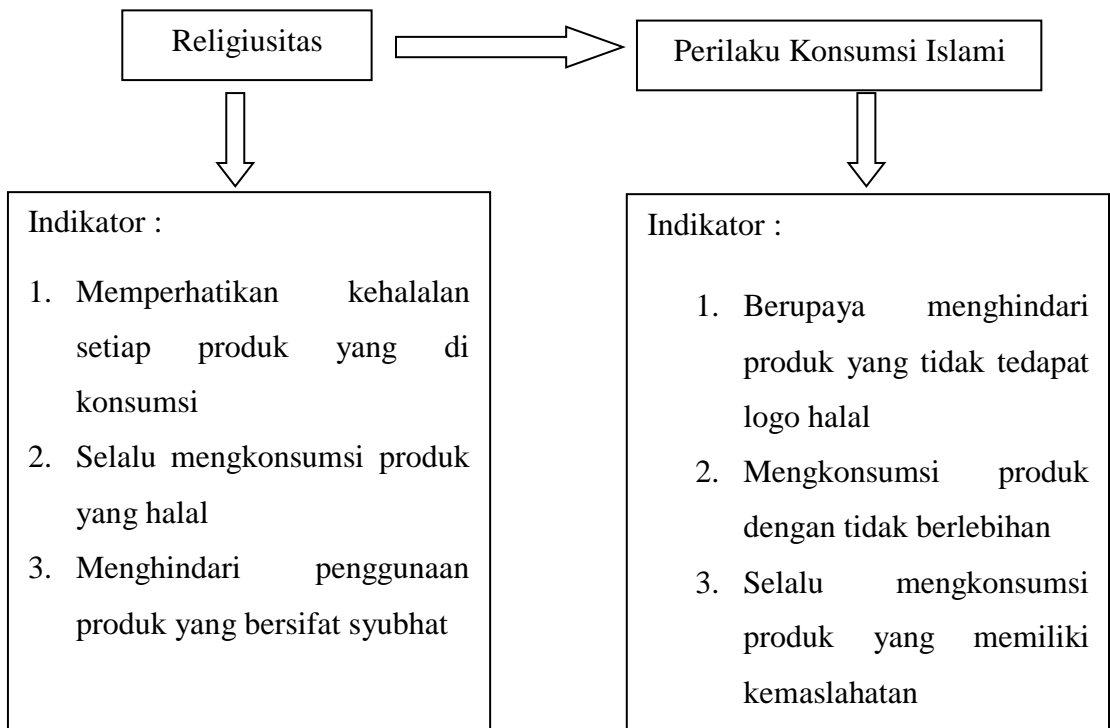 Religiusitas
Perilaku Konsumsi Islami
Indikator :
1. Memperhatikan kehalalan
setiap produk yang di
konsumsi
2. Selalu mengkonsumsi produk
yang halal
3. Menghindari penggunaan
produk yang bersifat syubhat
Indikator :
1. Berupaya menghindari
produk yang tidak tedapat
logo halal
2. Mengkonsumsi produk
dengan tidak berlebihan
3. Selalu mengkonsumsi
produk yang memiliki
kemaslahatan